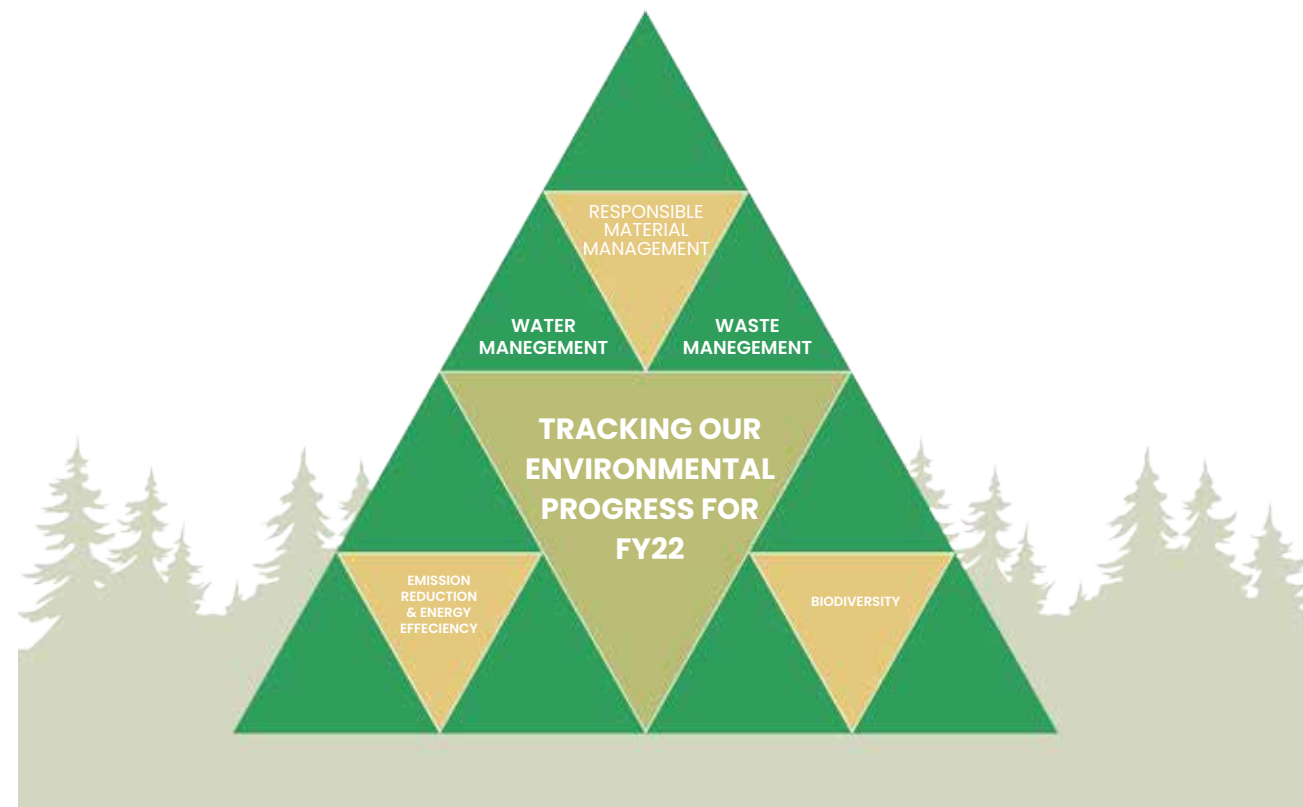 RESPONSIBLE
MATERIAL
MANAGEMENT
WATER
MANEGEMENT
WASTE
MANEGEMENT
TRACKING OUR
ENVIRONMENTAL
PROGRESS FOR
FY22
EMISSION
REDUCTION
& ENERGY
EFFECIENCY
BIODIVERSITY